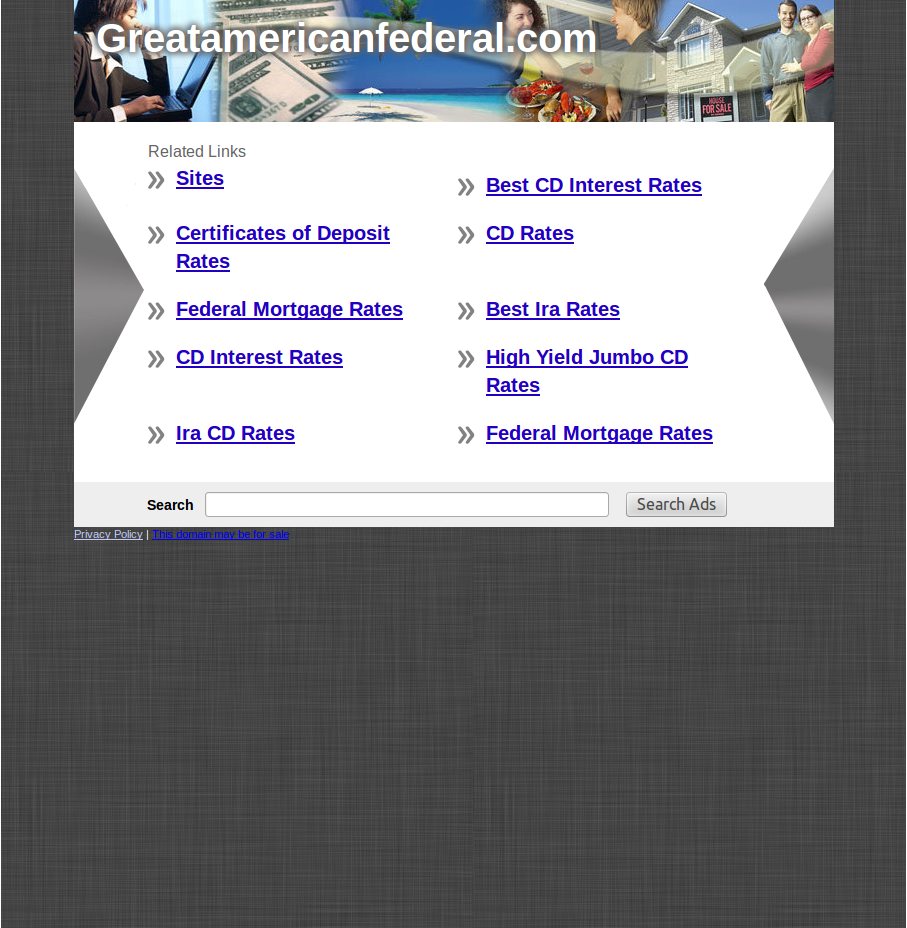 Greatamericanfederal.com
HOUSE
FOR SALE
Related Links
Sites
Best CD Interest Rates
Certificates of Deposit
Rates
CD Rates
Federal Mortgage Rates
Best Ira Rates
CD Interest Rates
High Yield Jumbo CD
Rates
Ira CD Rates
Federal Mortgage Rates
Search
Search Ads
Privacy Policy | This domain may be for sale